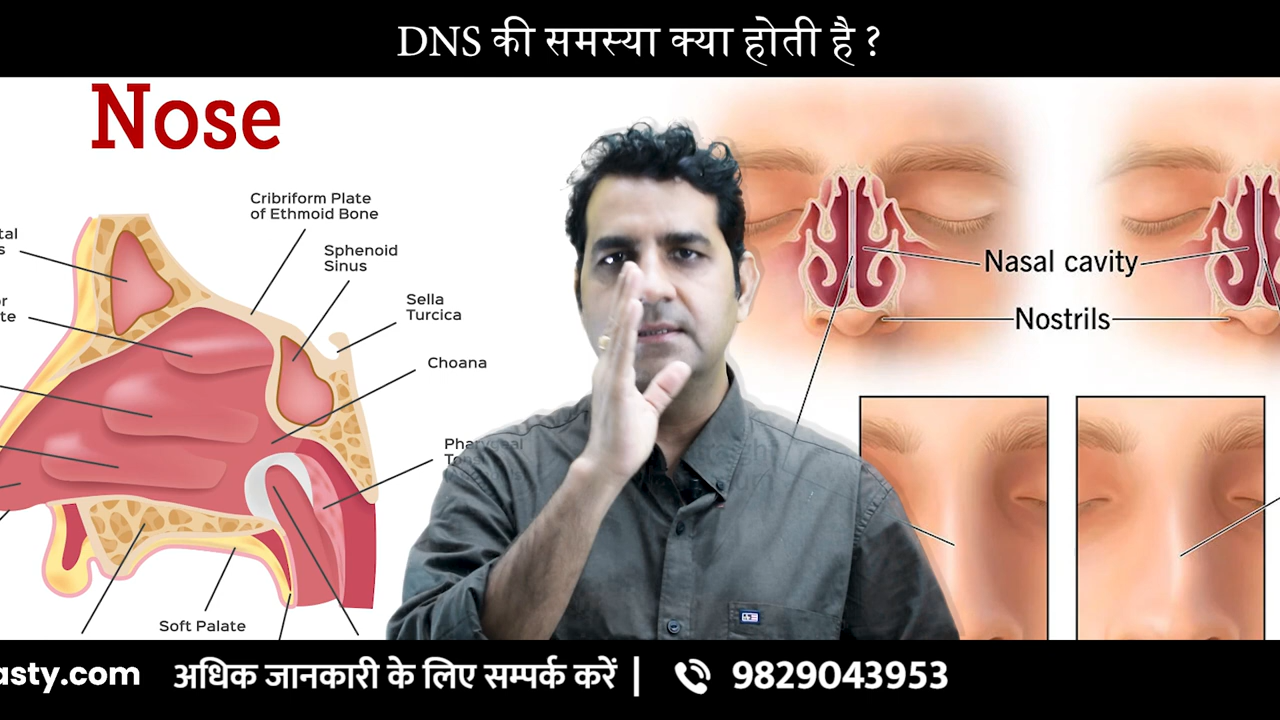 DNS की समस्या क्या होती है ?
Nose
Cribriform Plate
of Ethmoid Bone
Sphenoid
Sinus
Sella
Turcica
Choana
Pharyngeal
Soft Palate
Nasal cavity
Nostrils
asty.com अधिक जानकारी के लिए सम्पर्क करें | 9829043953